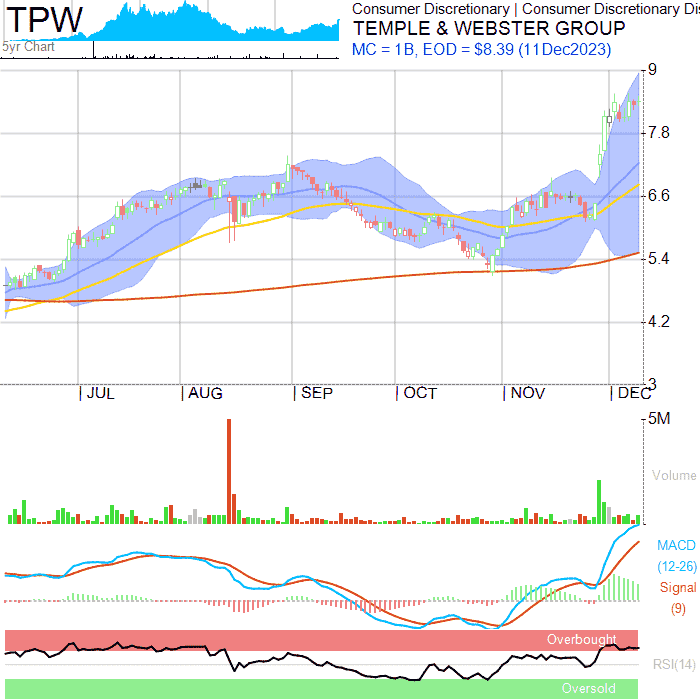 TPW
5yr Chart
Consumer Discretionary | Consumer Discretionary Dis
TEMPLE & WEBSTER GROUP
MC = 1B, EOD = $8.39 (11Dec2023)
9
7.8
6.6
5.4
4.2
3
JUL AUG SEP OCT NOV DEC
5M
Volume
MACD
(12-26)
Signal
(9)
Overbought
RSI(14)
Oversold